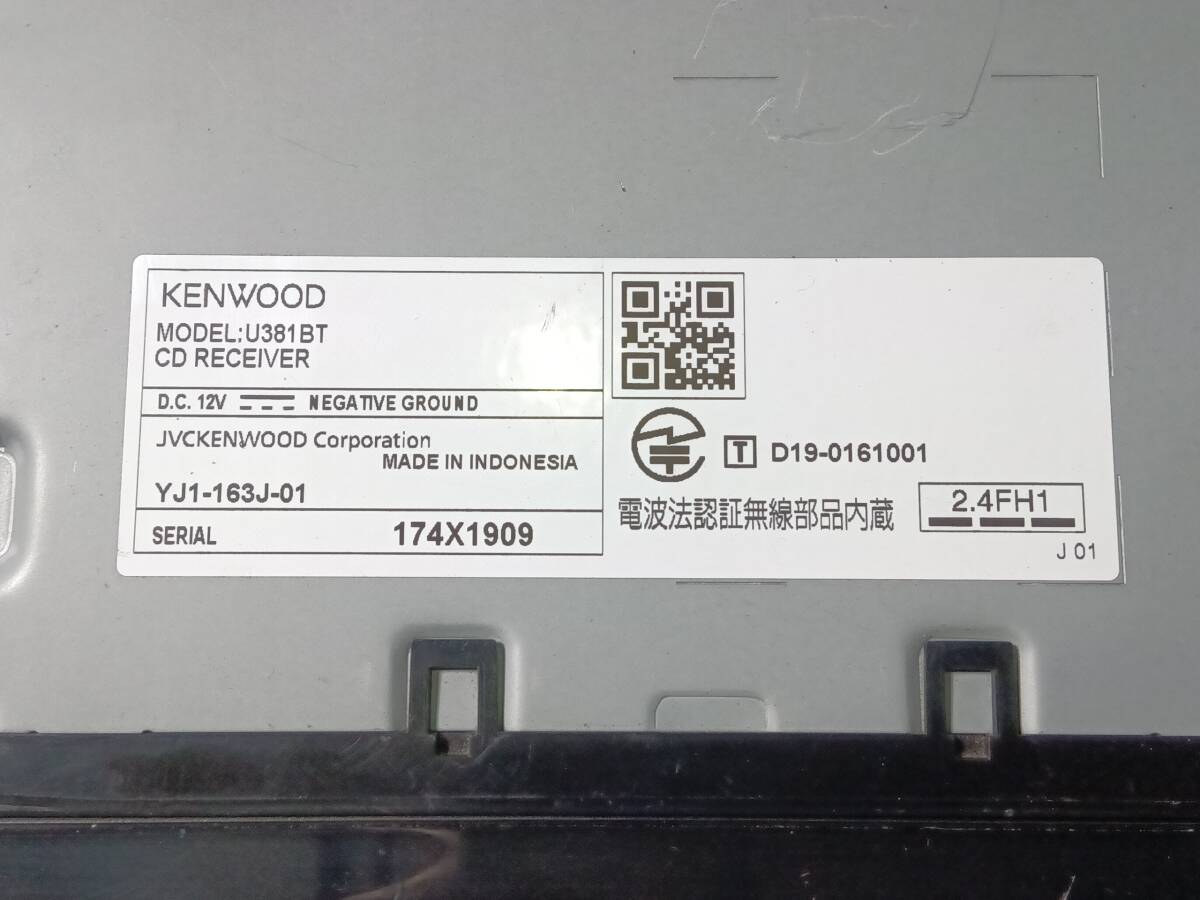 KENWOOD
MODEL:U381BT
CD RECEIVER
D.C. 12V NEGATIVE GROUND
JVCKENWOOD Corporation
MADE IN INDONESIA
YJ1-163J-01
SERIAL 174X1909
T D19-0161001
電波法認証無線部品内蔵
2.4FH1
J 01